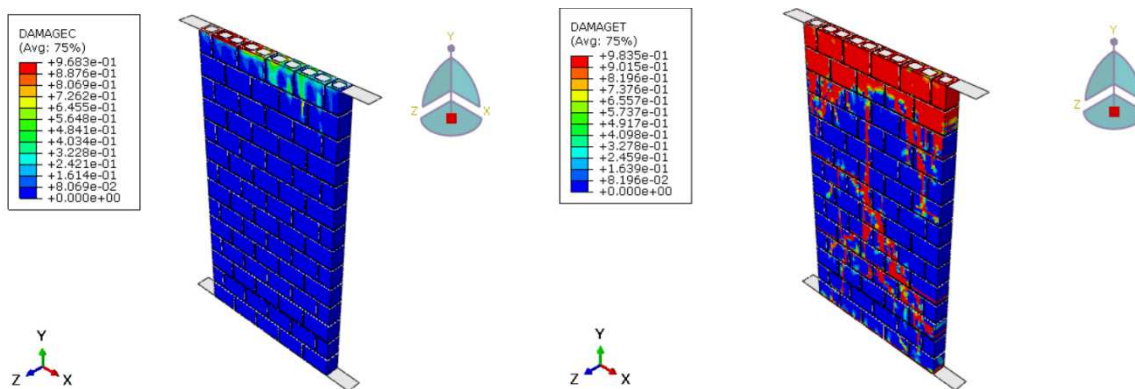 DAMAGEC
(Avg: 75%)
+9.683e-01
+8.876e-01
+8.069e-01
+7.262e-01
+6.455e-01
+5.648e-01
+4.841e-01
+4.034e-01
+3.228e-01
+2.421e-01
+1.614e-01
+8.069e-02
+0.000e+00
Y
Z
X
Y
Z
X
DAMAGET
(Avg: 75%)
+9.835e-01
+9.015e-01
+8.196e-01
+7.376e-01
+6.557e-01
+5.737e-01
+4.917e-01
+4.098e-01
+3.278e-01
+2.459e-01
+1.639e-01
+8.196e-02
+0.000e+00
Y
Z
Y
Z
X